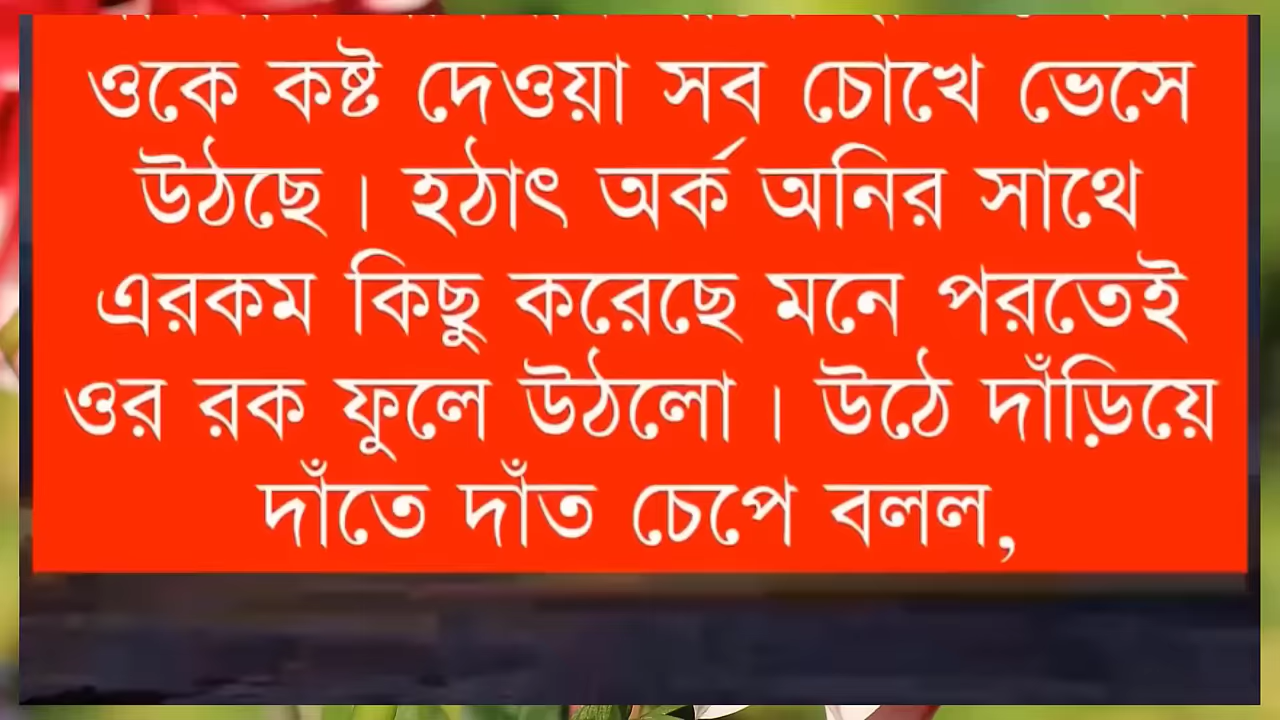 ওকে কষ্ট দেওয়া সব চোখে ভেসে
উঠছে। হঠাৎ অর্ক অনির সাথে
এরকম কিছু করেছে মনে পরতেই
ওর রক ফুলে উঠলো। উঠে দাঁড়িয়ে
দাঁতে দাঁত চেপে বলল,